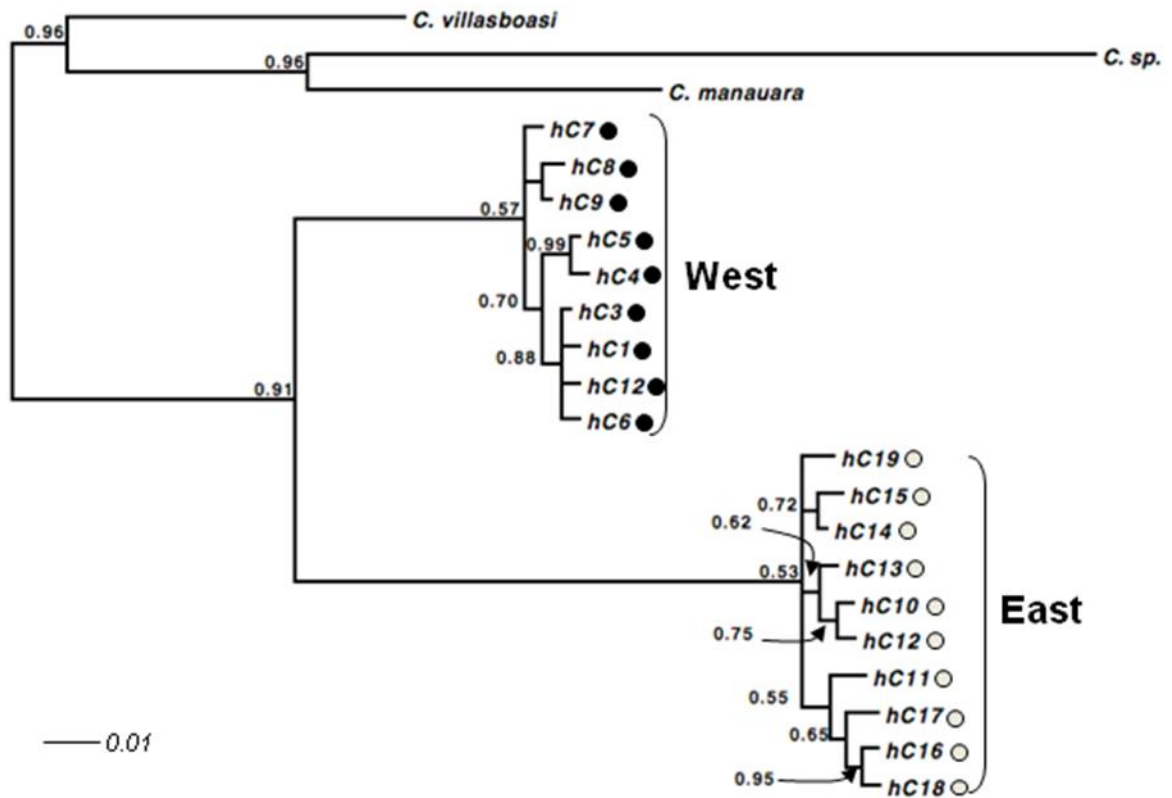 0.96
C. villasboasi
0.96
C. sp.
C. manauara
hC7
hC8
0.57
hC9
0.99
hC5
hC4
West
0.70
hC3
0.88
hC1
hC12
0.91
hC6
hC19
0.72
hC15
0.62
hC14
0.53
hC13
hC10
East
0.75
hC12
0.55
hC11
0.65
hC17
0.01
hC16
0.95
hC18